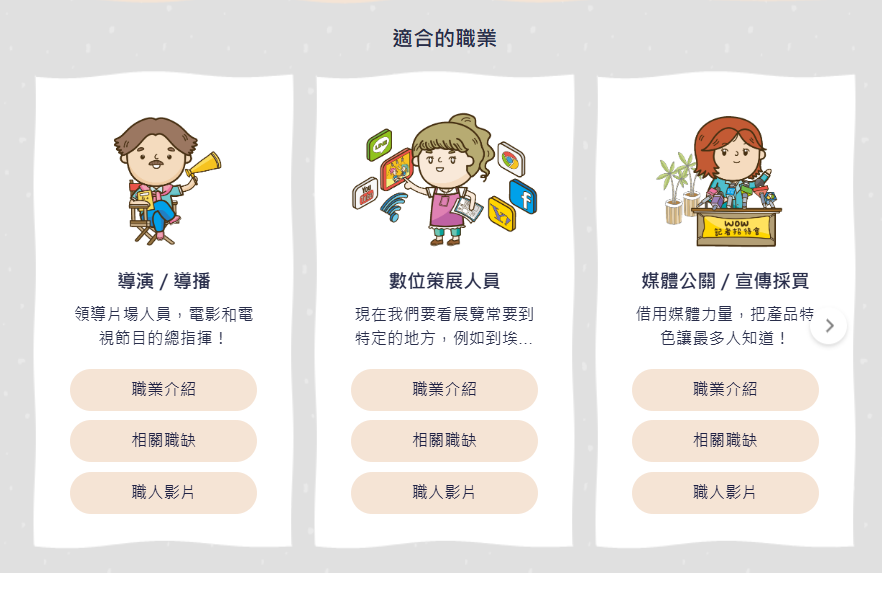 適合的職業
導演 / 導播
領導片場人員，電影和電
視節目的總指揮！
職業介紹
相關職缺
職人影片
LINE
You
Tube
f
Y!
數位策展人員
現在我們要看展覽常要到
特定的地方，例如到埃...
職業介紹
相關職缺
職人影片
WOW
記者招待會
媒體公關 / 宣傳採買
借用媒體力量，把產品特
色讓最多人知道！
職業介紹
相關職缺
職人影片